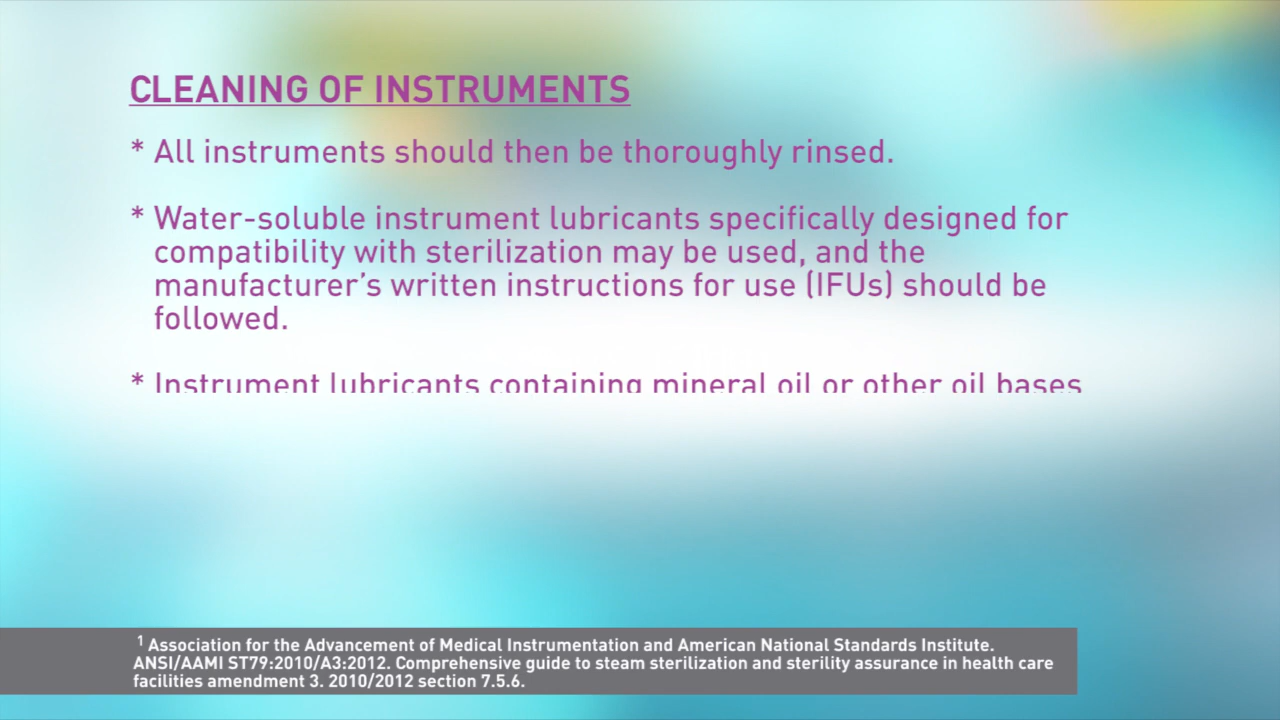 CLEANING OF INSTRUMENTS
* All instruments should then be thoroughly rinsed.
* Water-soluble instrument lubricants specifically designed for
compatibility with sterilization may be used, and the
manufacturer's written instructions for use (IFUs) should be
followed.
* Instrument lubricants containing mineral oil or other oil bases
1 Association for the Advancement of Medical Instrumentation and American National Standards Institute.
ANSI/AAMI ST79:2010/A3:2012. Comprehensive guide to steam sterilization and sterility assurance in health care
facilities amendment 3. 2010/2012 section 7.5.6.